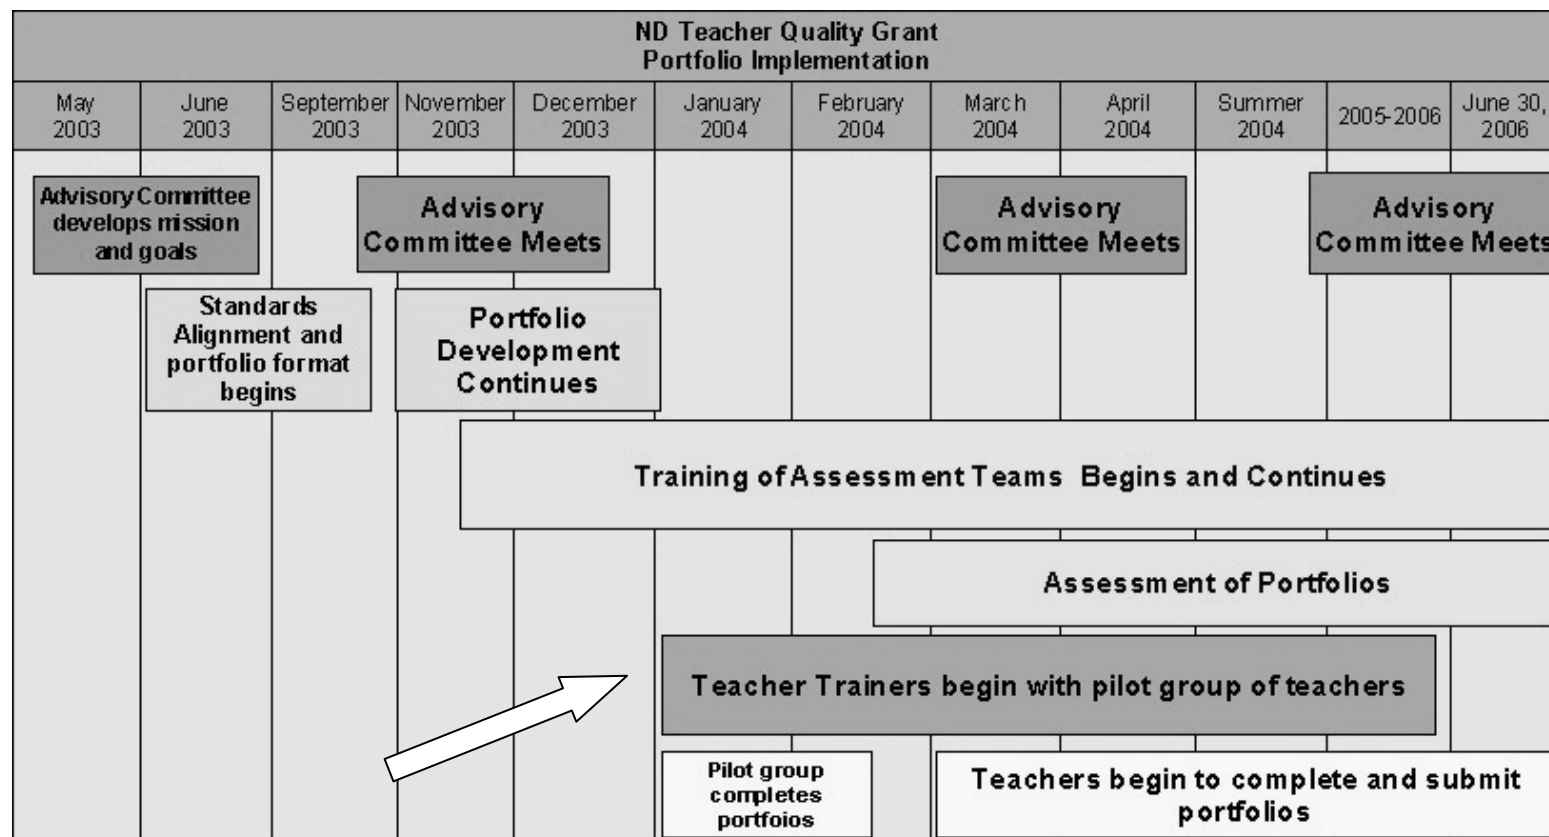 ND Teacher Quality Grant
Portfolio Implementation
May
2003
June
2003
September
2003
November
2003
December
2003
January
2004
February
2004
March
2004
April
2004
Summer
2004
2005-2006
June 30,
2006
Advisory Committee
develops mission
and goals
Advisory
Committee Meets
Advisory
Committee Meets
Advisory
Committee Meets
Standards
Alignment and
portfolio format
begins
Portfolio
Development
Continues
Training of Assessment Teams Begins and Continues
Assessment of Portfolios
Teacher Trainers begin with pilot group of teachers
Pilot group
completes
portfoios
Teachers begin to complete and submit
portfolios